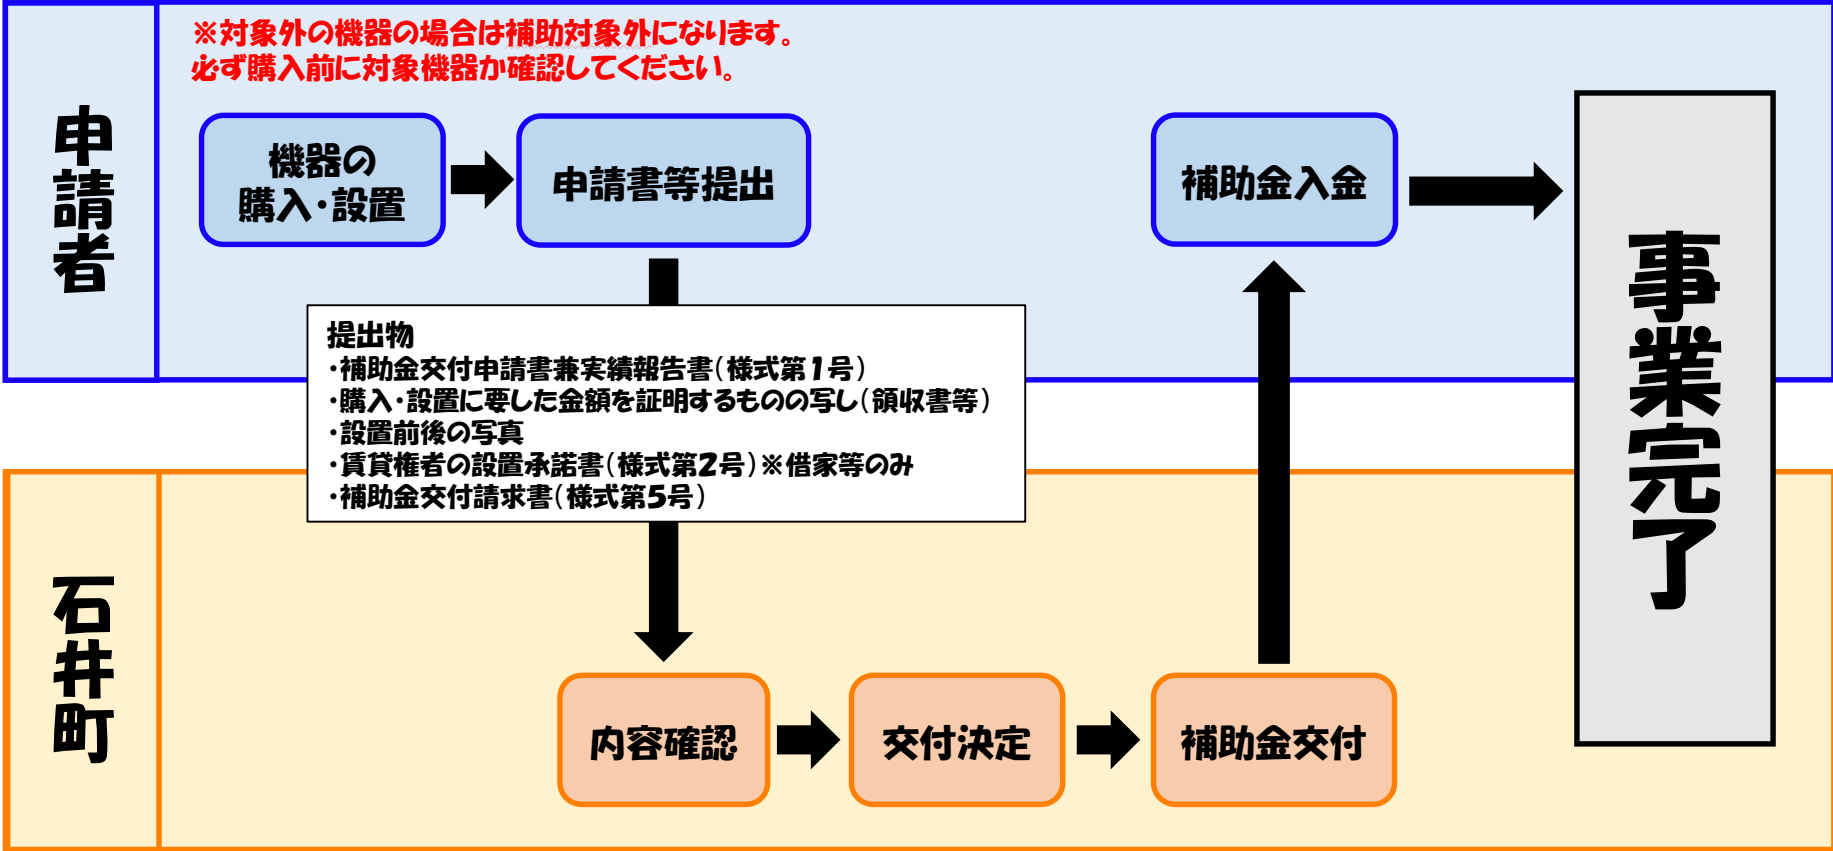 ※対象外の機器の場合は補助対象外になります。
必ず購入前に対象機器か確認してください。
申請者
機器の
購入・設置
申請書等提出
補助金入金
事業完了
提出物
・補助金交付申請書兼実績報告書(様式第1号)
・購入・設置に要した金額を証明するものの写し(領収書等)
・設置前後の写真
・賃貸権者の設置承諾書(様式第2号)※借家等のみ
・補助金交付請求書(様式第5号)
石井町
内容確認
交付決定
補助金交付